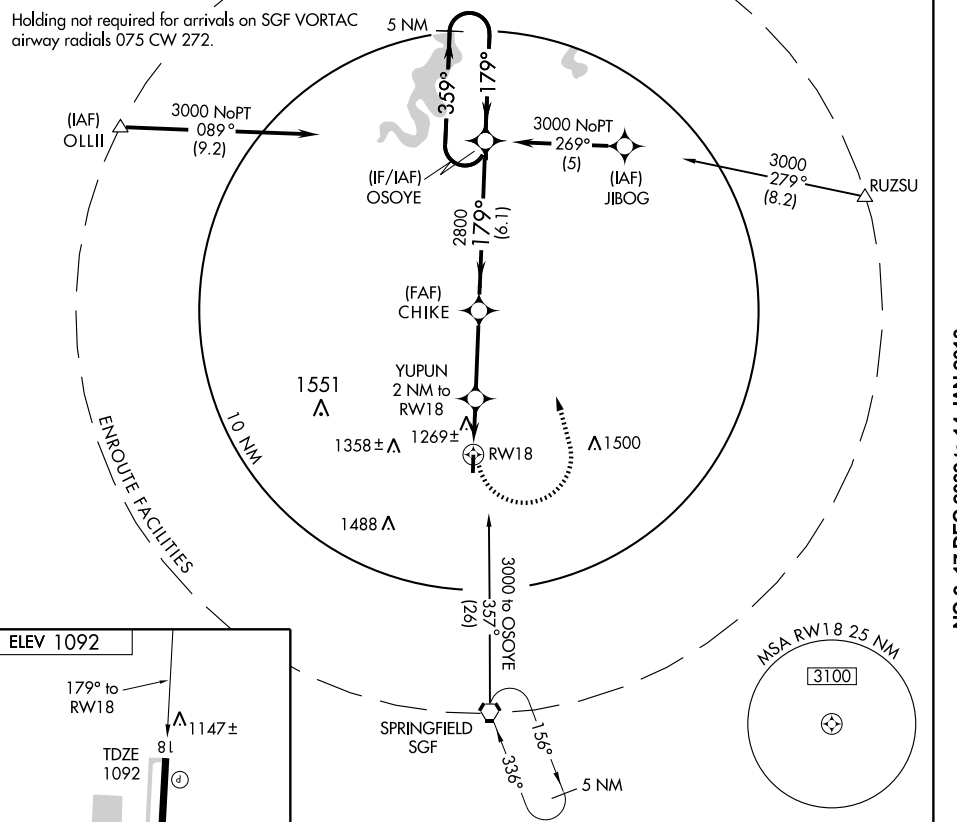 Holding not required for arrivals on SGF VORTAC
airway radials 075 CW 272.
5 NM
359°
179°
(IAF)
OLLII
3000 NoPT
089°
(9.2)
3000 NoPT
269°
(5)
(IAF)
JIBOG
3000
279°
(8.2)
RUZSU
(IF/IAF)
OSOYE
2800
179°
(6.1)
(FAF)
CHIKE
YUPUN
2 NM to
RW18
1551
1358±
1269±
RW18
1500
1488
10 NM
ENROUTE FACILITIES
3000 to OSOYE
357°
(26)
SPRINGFIELD
SGF
156°
336°
5 NM
MSA RW18 25 NM
3100
ELEV 1092
179° to
RW18
1147±
TDZE
1092
18
P